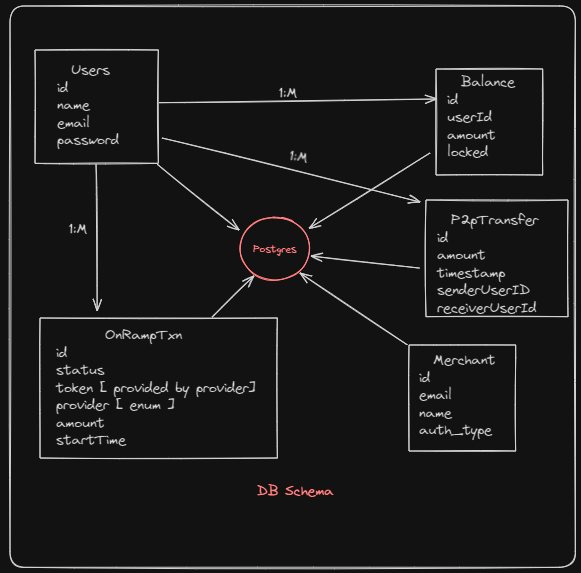 Users
id
name
email
password
1:M
Balance
id
userId
amount
locked
1:M
1:M
P2pTransfer
id
amount
timestamp
senderUserID
receiverUserId
Postgres
OnRampTxn
id
status
token [ provided by provider]
provider [ enum ]
amount
startTime
Merchant
id
email
name
auth_type
DB Schema